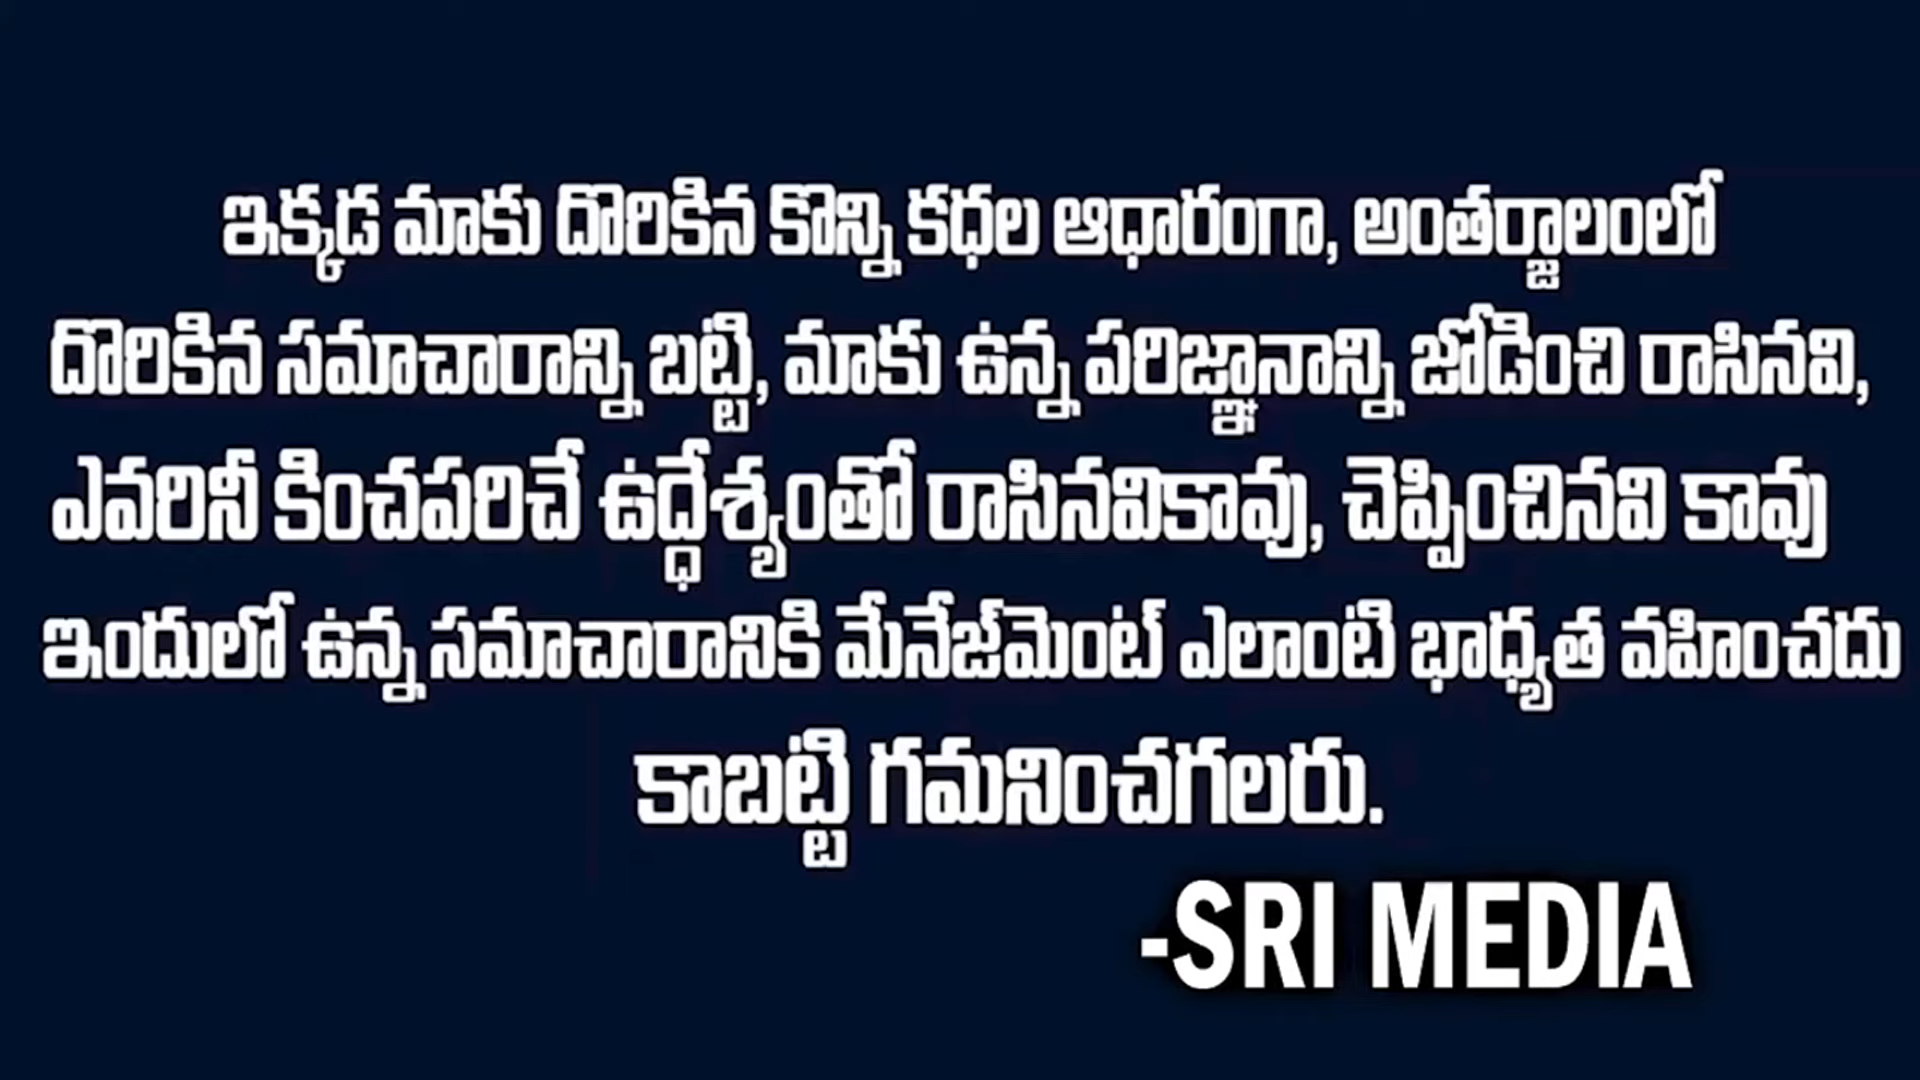 ఇక్కడ మాకు దొరికిన కొన్ని కధల ఆధారంగా, అంతర్జాలంలో
దొరికిన సమాచారాన్ని బట్టి, మాకు ఉన్న పరిజ్ఞానాన్ని జోడించి రాసినవి,
ఎవరినీ కించపరిచే ఉద్ధేశ్యంతో రాసినవికావు, చెప్పించినవి కావు
ఇందులో ఉన్న సమాచారానికి మేనేజ్‌మెంట్ ఎలాంటి భాధ్యత వహించదు
కాబట్టి గమనించగలరు.
-SRI MEDIA